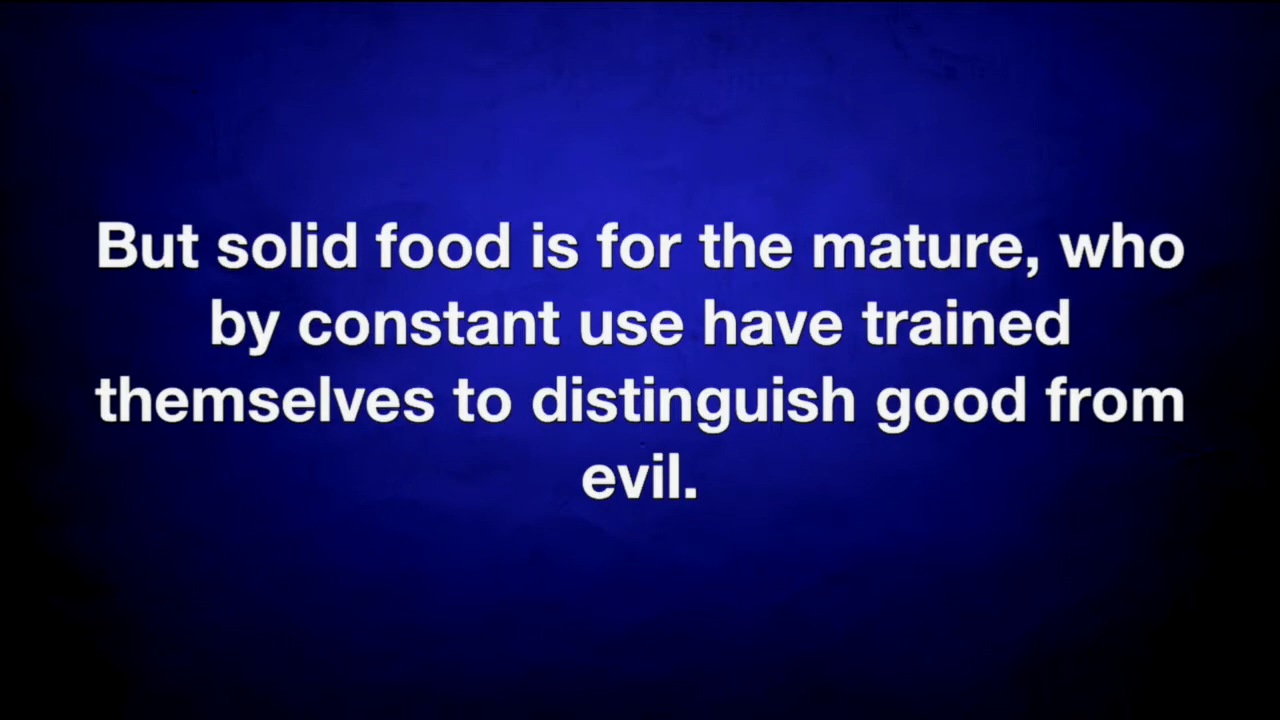 But solid food is for the mature, who
by constant use have trained
themselves to distinguish good from
evil.